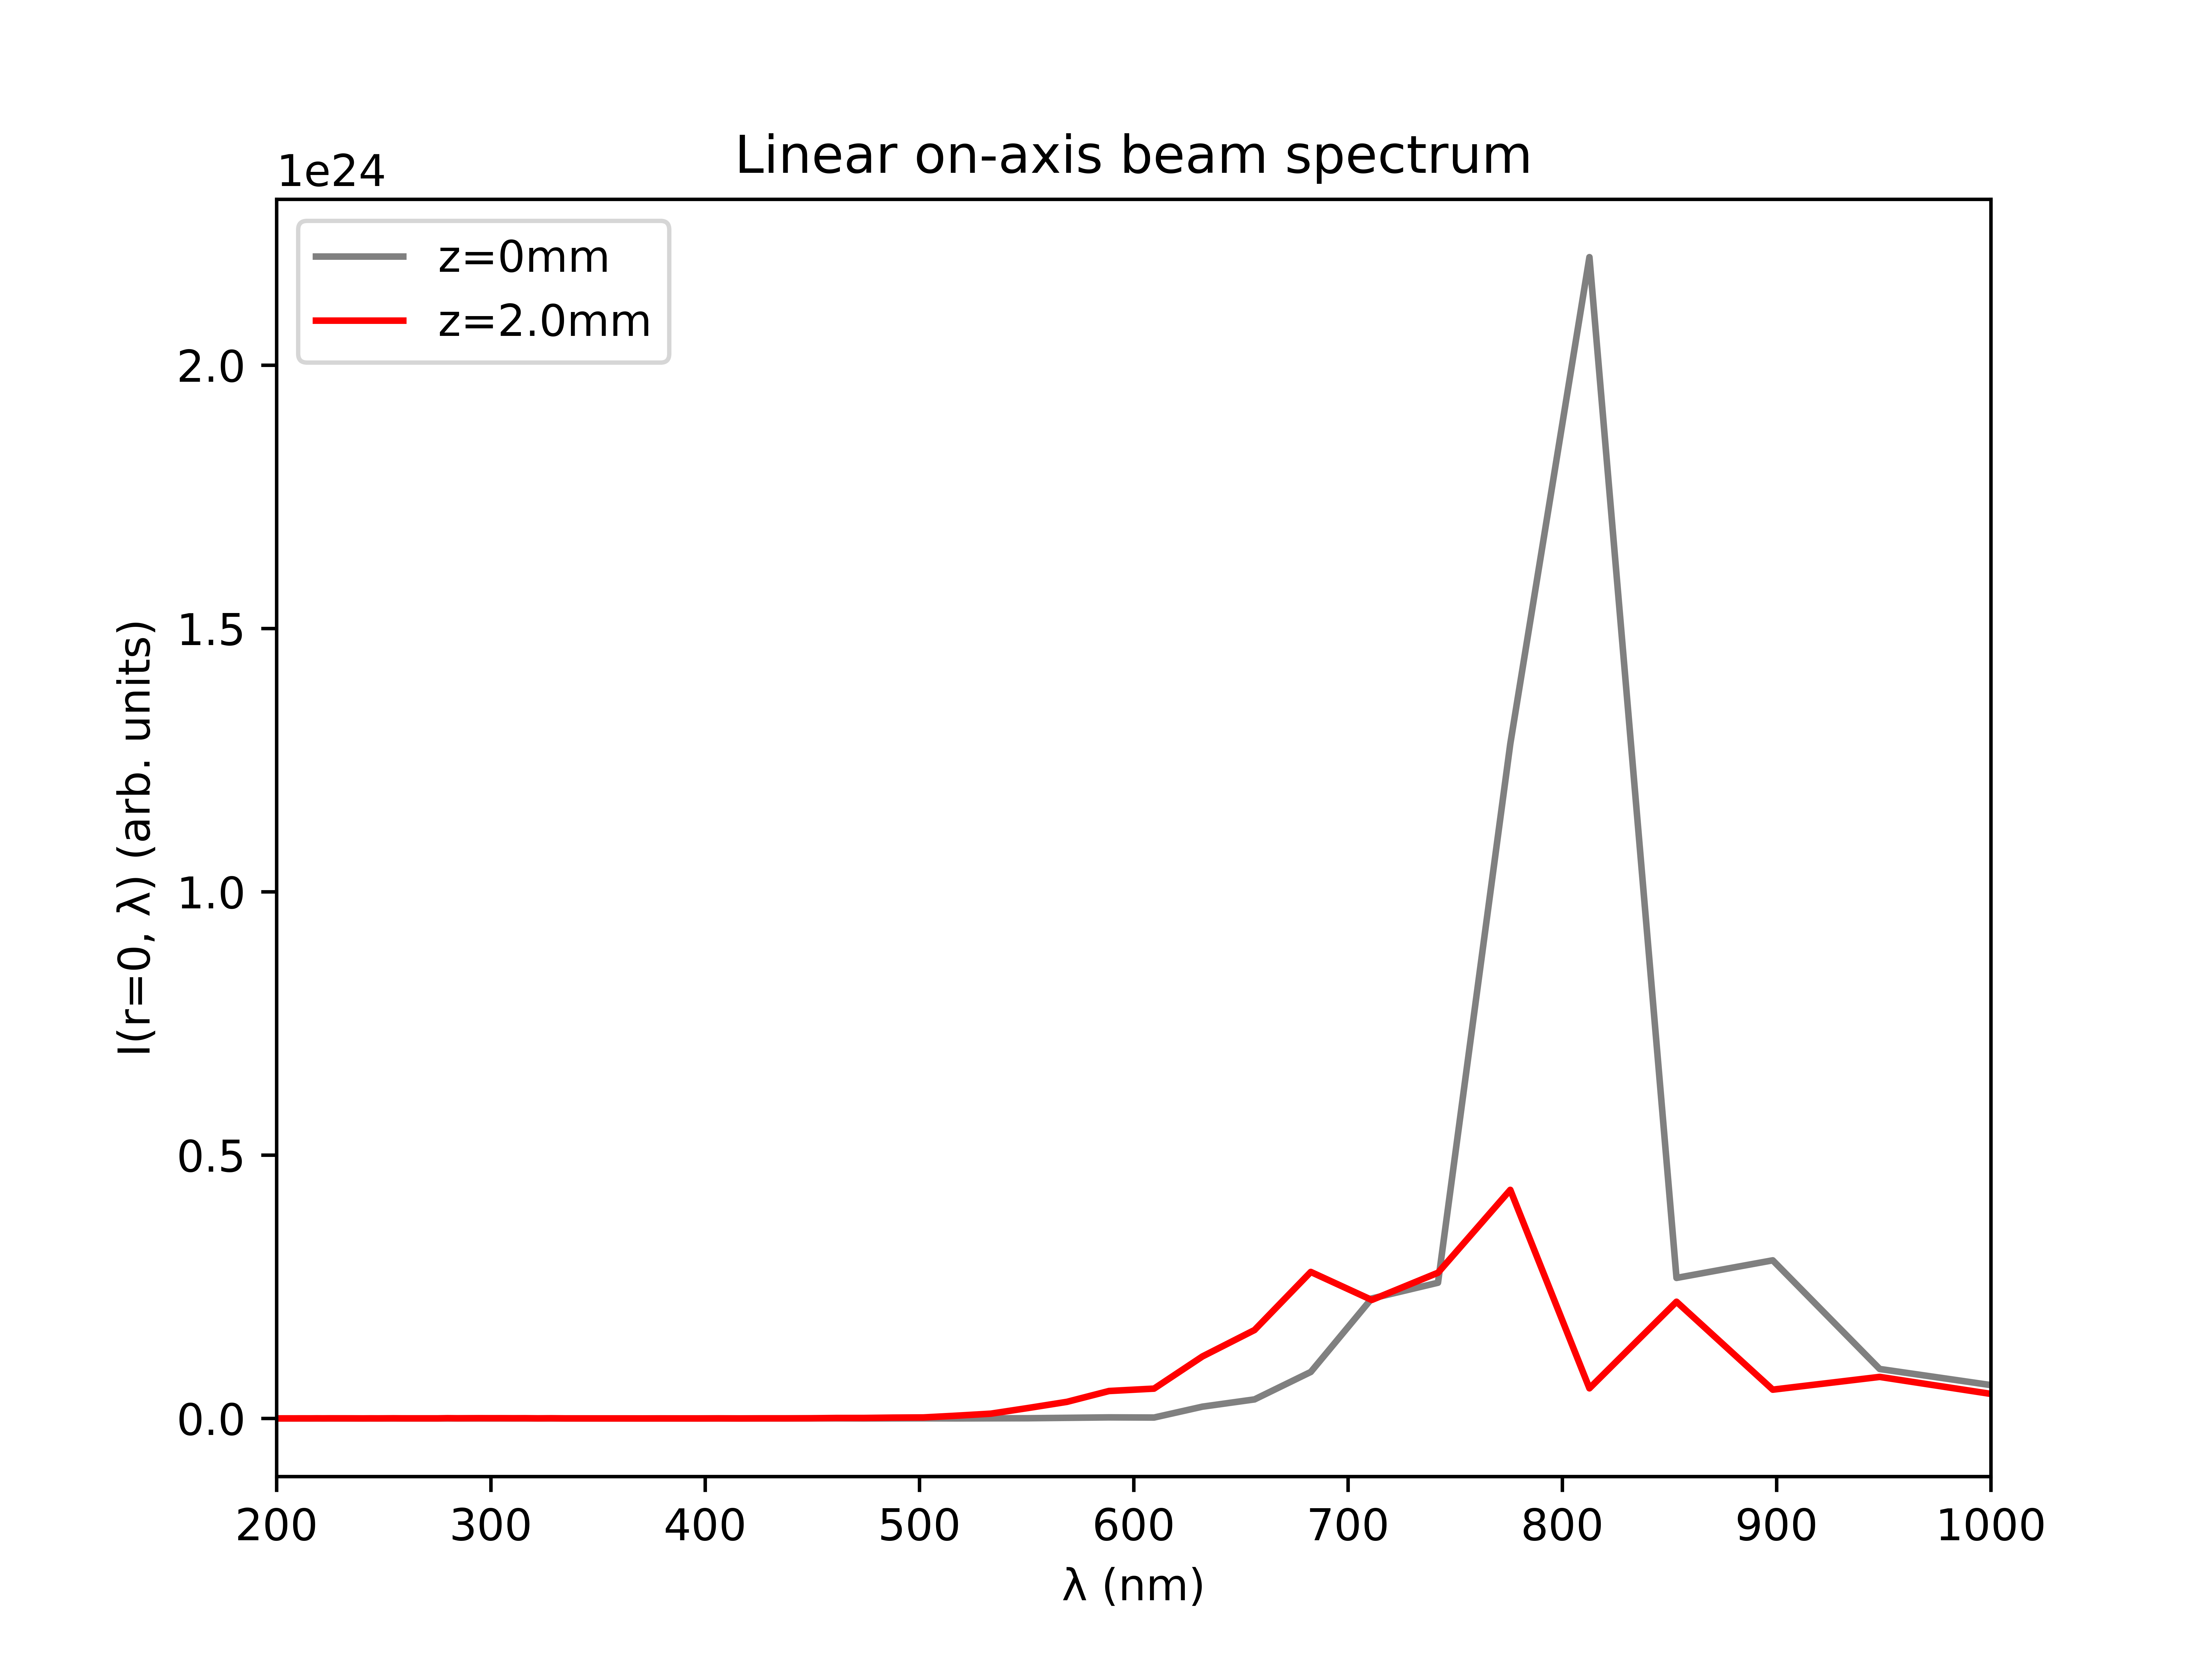 Linear on-axis beam spectrum
1e24
z=0mm
z=2.0mm
2.0
1.5
1.0
0.5
0.0
I(r=0, λ) (arb. units)
200 300 400 500 600 700 800 900 1000
λ (nm)